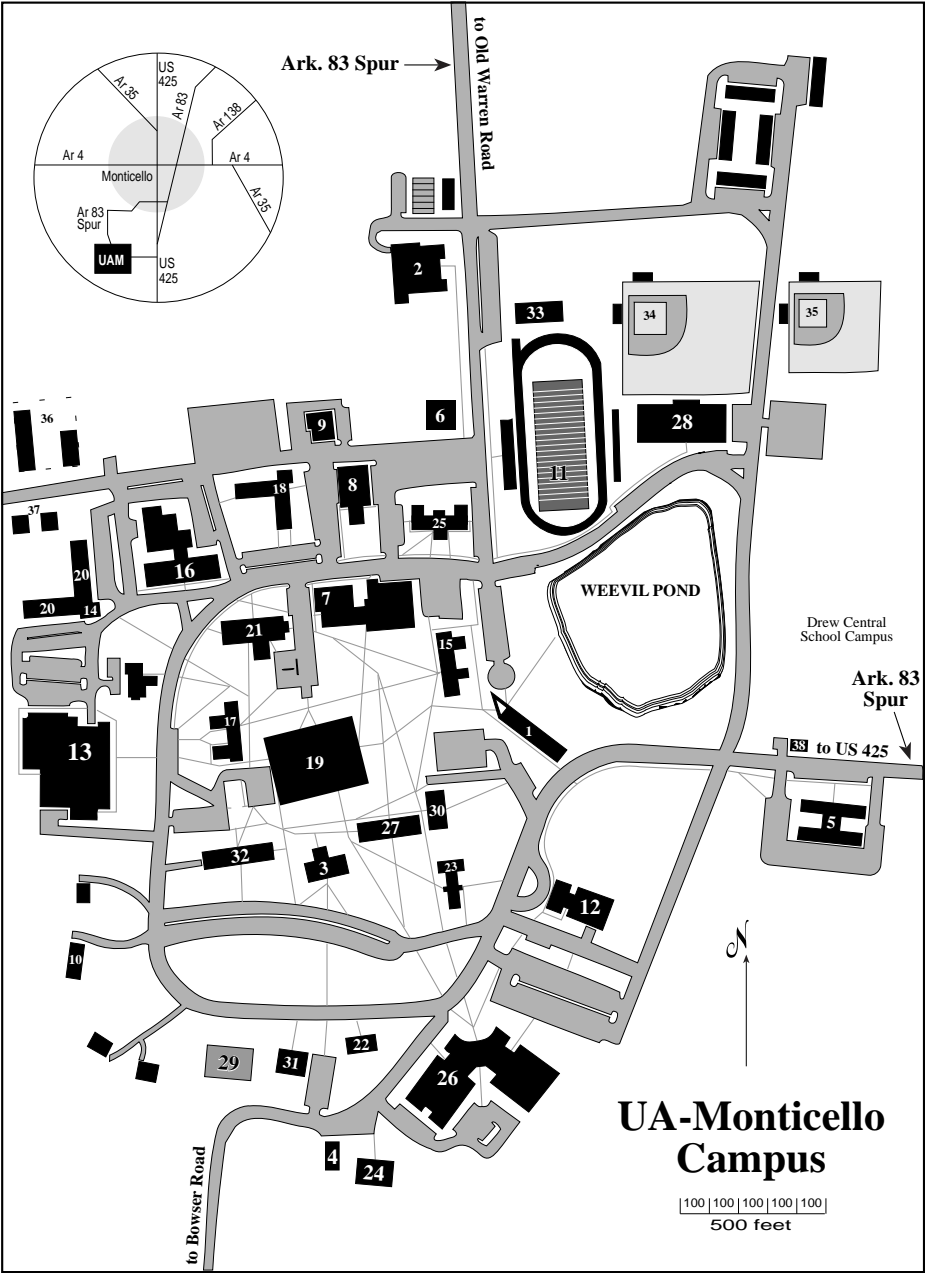 to Old Warren Road
Ark. 83 Spur
US
425
Ar 35
Ar 83
Ar 138
Ar 4
Ar 4
Monticello
Ar 35
Ar 83
Spur
UAM
US
425
2
33
34
35
36
9
6
28
8
11
18
37
25
20
16
20
14
7
WEEVIL POND
21
15
Drew Central
School Campus
Ark. 83
Spur
17
1
13
19
38
to US 425
30
27
5
32
3
23
12
10
N
22
29
31
26
UA-Monticello
Campus
4
24
to Bowser Road
100
100
100
100
100
500 feet